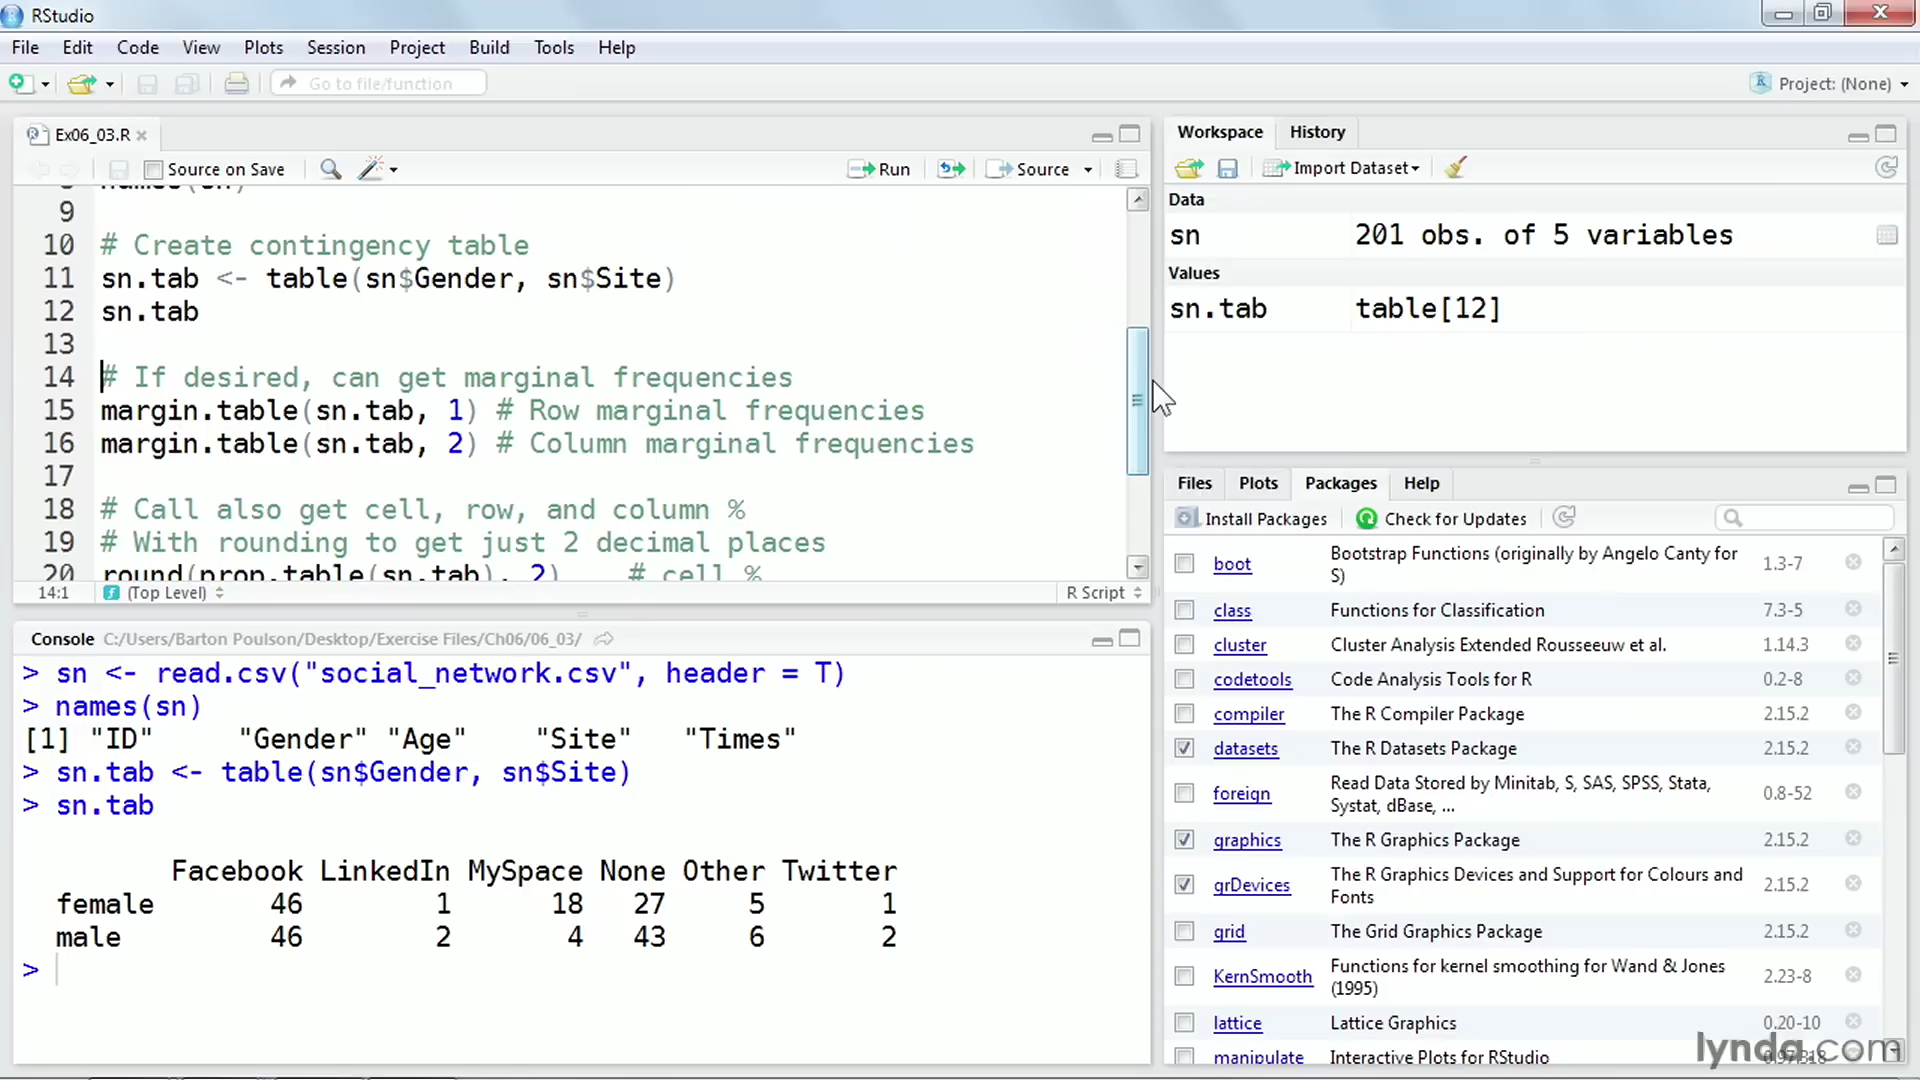 RStudio
File Edit Code View Plots Session Project Build Tools Help
Go to file/function
Project: (None)
Ex06_03.R
Source on Save
Run
Source
9
10 # Create contingency table
11 sn.tab <- table(sn$Gender, sn$Site)
12 sn.tab
13
14 # If desired, can get marginal frequencies
15 margin.table(sn.tab, 1) # Row marginal frequencies
16 margin.table(sn.tab, 2) # Column marginal frequencies
17
18 # Call also get cell, row, and column %
19 # With rounding to get just 2 decimal places
20 round(prop.table(sn.tab), 2) # cell %
14:1 (Top Level) R Script
Console C:/Users/Barton Poulson/Desktop/Exercise Files/Ch06/06_03/
> sn <- read.csv("social_network.csv", header = T)
> names(sn)
[1] "ID" "Gender" "Age" "Site" "Times"
> sn.tab <- table(sn$Gender, sn$Site)
> sn.tab
Facebook LinkedIn MySpace None Other Twitter
female 46 1 18 27 5 1
male 46 2 4 43 6 2
>
Workspace History
Import Dataset
Data
sn 201 obs. of 5 variables
Values
sn.tab table[12]
Files Plots Packages Help
Install Packages Check for Updates
boot Bootstrap Functions (originally by Angelo Canty for S) 1.3-7
class Functions for Classification 7.3-5
cluster Cluster Analysis Extended Rousseeuw et al. 1.14.3
codetools Code Analysis Tools for R 0.2-8
compiler The R Compiler Package 2.15.2
datasets The R Datasets Package 2.15.2
foreign Read Data Stored by Minitab, S, SAS, SPSS, Stata, Systat, dBase, ... 0.8-52
graphics The R Graphics Package 2.15.2
grDevices The R Graphics Devices and Support for Colours and Fonts 2.15.2
grid The Grid Graphics Package 2.15.2
KernSmooth Functions for kernel smoothing for Wand & Jones (1995) 2.23-8
lattice Lattice Graphics 0.20-10
manipulate Interactive Plots for RStudio
lynda.com